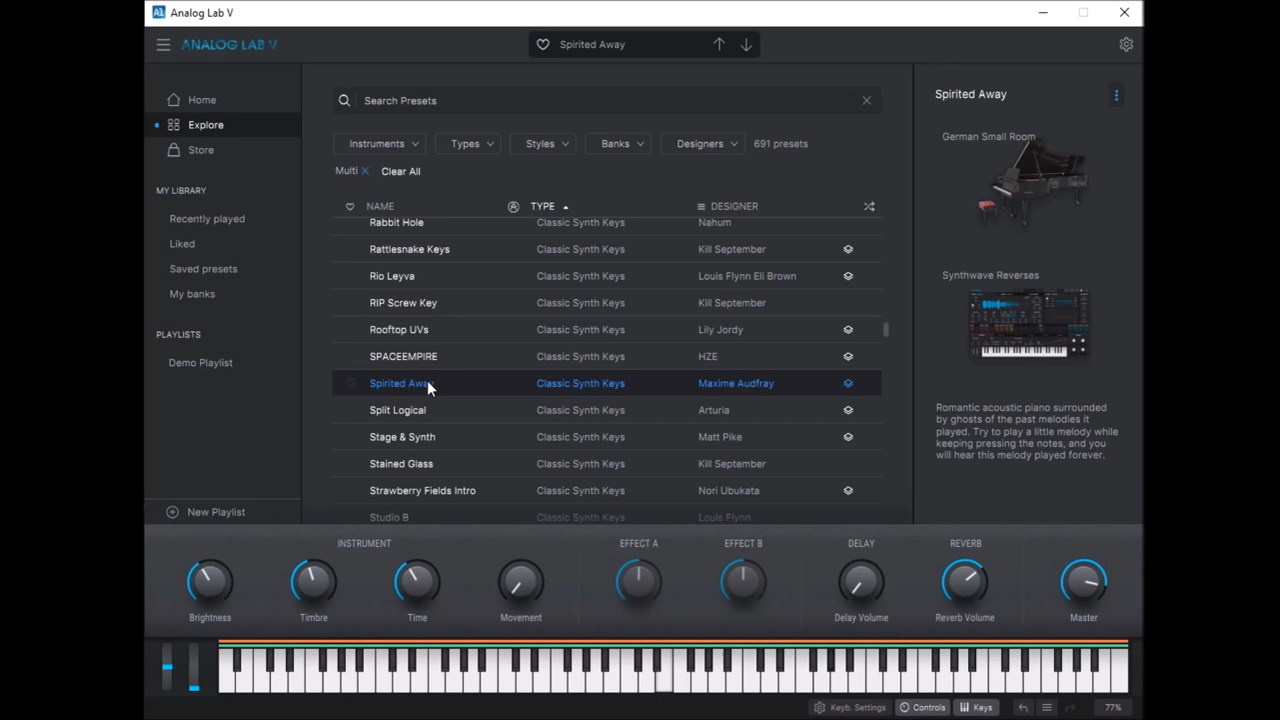 Analog Lab V
ANALOG LAB V
Spirited Away
Home
Explore
Store
MY LIBRARY
Recently played
Liked
Saved presets
My banks
PLAYLISTS
Demo Playlist
New Playlist
Search Presets
Instruments Types Styles Banks Designers 691 presets
Multi Clear All
NAME TYPE DESIGNER
Rabbit Hole Classic Synth Keys Nahum
Rattlesnake Keys Classic Synth Keys Kill September
Rio Leyva Classic Synth Keys Louis Flynn Eli Brown
RIP Screw Key Classic Synth Keys Kill September
Rooftop UVs Classic Synth Keys Lily Jordy
SPACEEMPIRE Classic Synth Keys HZE
Spirited Away Classic Synth Keys Maxime Audfray
Split Logical Classic Synth Keys Arturia
Stage & Synth Classic Synth Keys Matt Pike
Stained Glass Classic Synth Keys Kill September
Strawberry Fields Intro Classic Synth Keys Nori Ubukata
Studio B Classic Synth Keys Louis Flynn
Spirited Away
German Small Room
Synthwave Reverses
Romantic acoustic piano surrounded
by ghosts of the past melodies it
played. Try to play a little melody while
keeping pressing the notes, and you
will hear this melody played forever.
INSTRUMENT EFFECT A EFFECT B DELAY REVERB
Brightness Timbre Time Movement Delay Volume Reverb Volume Master
Keyb. Settings Controls Keys 77%